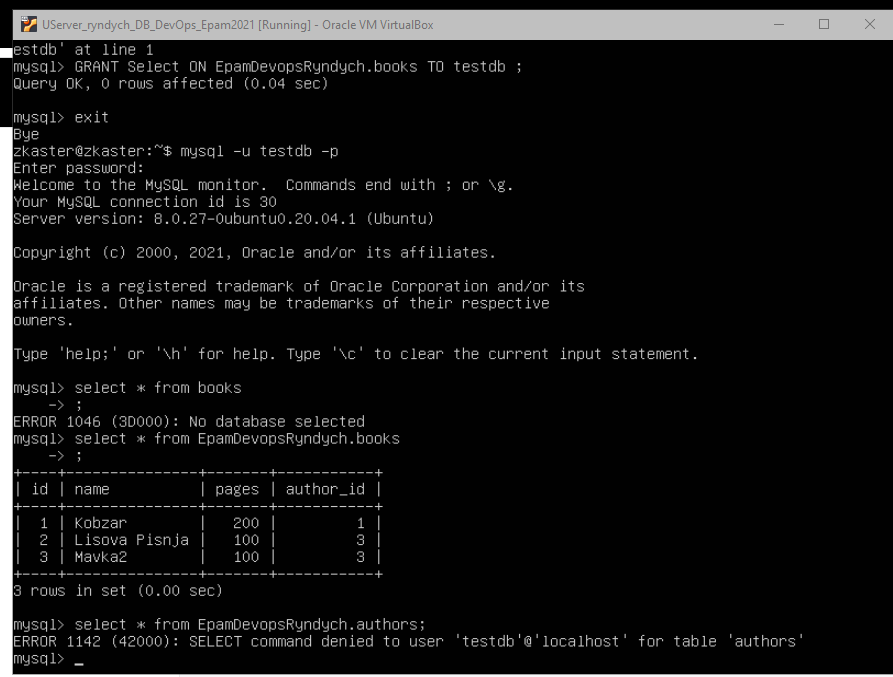 UServer_ryndych_DB_DevOps_Epam2021 [Running] - Oracle VM VirtualBox
estdb' at line 1
mysql> GRANT Select ON EpamDevopsRyndych.books TO testdb ;
Query OK, 0 rows affected (0.04 sec)
mysql> exit
Bye
zkaster@zkaster:~$ mysql -u testdb -p
Enter password:
Welcome to the MySQL monitor.  Commands end with ; or \g.
Your MySQL connection id is 30
Server version: 8.0.27-0ubuntu0.20.04.1 (Ubuntu)
Copyright (c) 2000, 2021, Oracle and/or its affiliates.
Oracle is a registered trademark of Oracle Corporation and/or its
affiliates. Other names may be trademarks of their respective
owners.
Type 'help;' or '\h' for help. Type '\c' to clear the current input statement.
mysql> select * from books
    -> ;
ERROR 1046 (3D000): No database selected
mysql> select * from EpamDevopsRyndych.books
    -> ;
+----+---------------+-------+-----------+
| id | name          | pages | author_id |
+----+---------------+-------+-----------+
|  1 | Kobzar        |   200 |         1 |
|  2 | Lisova Pisnja |   100 |         3 |
|  3 | Mavka2        |   100 |         3 |
+----+---------------+-------+-----------+
3 rows in set (0.00 sec)
mysql> select * from EpamDevopsRyndych.authors;
ERROR 1142 (42000): SELECT command denied to user 'testdb'@'localhost' for table 'authors'
mysql> _